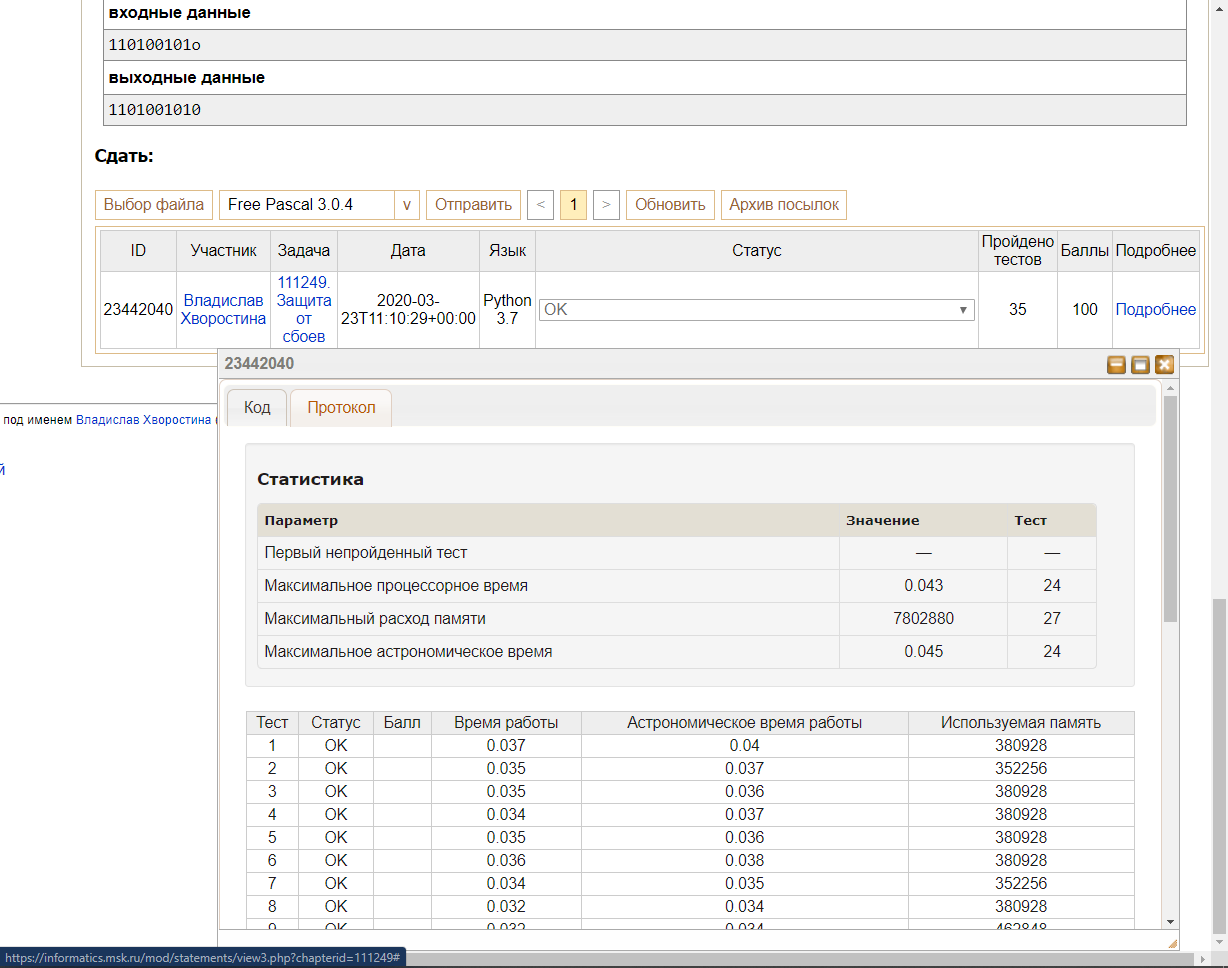 входные данные
110100101o
выходные данные
1101001010
Сдать:
Выбор файла Free Pascal 3.0.4 v Отправить < 1 > Обновить Архив посылок
ID Участник Задача Дата Язык Статус Пройдено тестов Баллы Подробнее
23442040 Владислав Хворостина 111249. Защита от сбоев 2020-03-23T11:10:29+00:00 Python 3.7 OK 35 100 Подробнее
23442040
Код Протокол
под именем Владислав Хворостина (
й
Статистика
Параметр Значение Тест
Первый непройденный тест — —
Максимальное процессорное время 0.043 24
Максимальный расход памяти 7802880 27
Максимальное астрономическое время 0.045 24
Тест Статус Балл Время работы Астрономическое время работы Используемая память
1 OK 0.037 0.04 380928
2 OK 0.035 0.037 352256
3 OK 0.035 0.036 380928
4 OK 0.034 0.037 380928
5 OK 0.035 0.036 380928
6 OK 0.036 0.038 380928
7 OK 0.034 0.035 352256
8 OK 0.032 0.034 380928
9 OK 0.032 0.034 462848
https://informatics.msk.ru/mod/statements/view3.php?chapterid=111249#